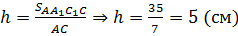 h = S_{AA₁C₁C} / AC ⇒ h = 35/7 = 5 (см)